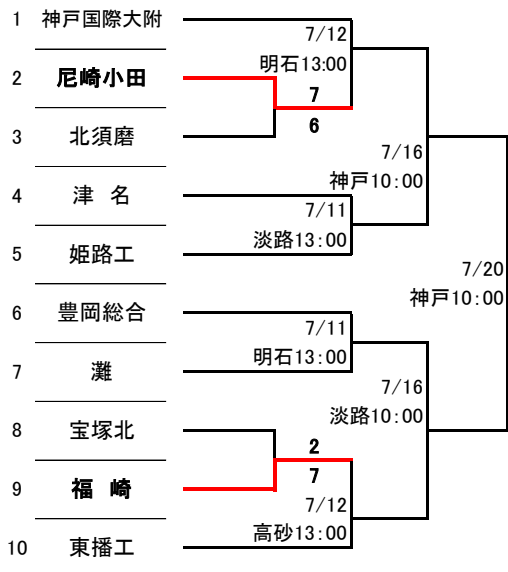 1 神戸国際大附
7/12
明石13:00
2 尼崎小田
7
6
3 北須磨
7/16
神戸10:00
4 津 名
7/11
淡路13:00
5 姫路工
7/20
神戸10:00
6 豊岡総合
7/11
明石13:00
7 灘
7/16
淡路10:00
8 宝塚北
2
7
9 福 崎
7/12
高砂13:00
10 東播工